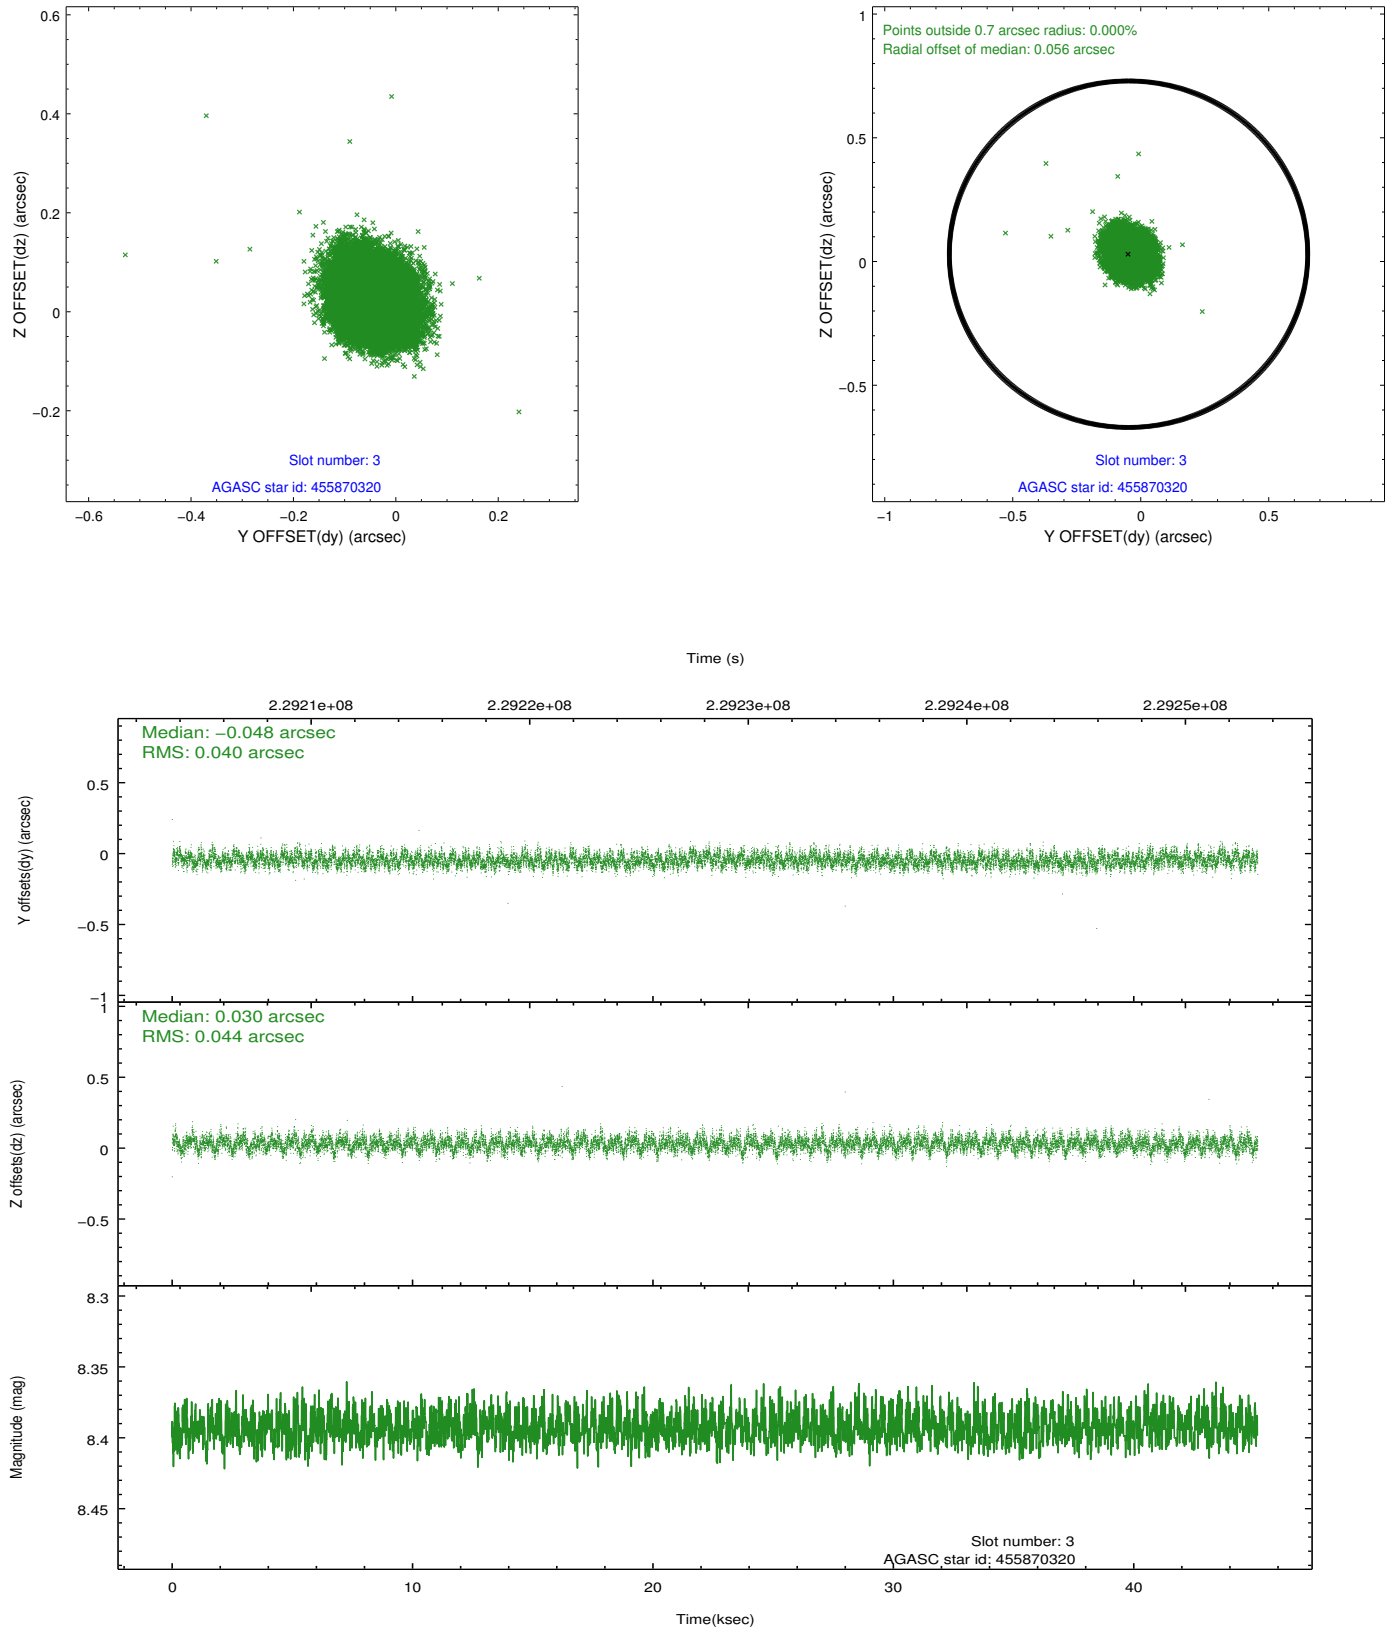 0.6
0.4
0.2
0
−0.2
Z OFFSET(dz) (arcsec)
Slot number: 3
AGASC star id: 455870320
−0.6
−0.4
−0.2
0
0.2
Y OFFSET(dy) (arcsec)
Points outside 0.7 arcsec radius: 0.000%
Radial offset of median: 0.056 arcsec
1
0.5
0
−0.5
Z OFFSET(dz) (arcsec)
Slot number: 3
AGASC star id: 455870320
−1
−0.5
0
0.5
Y OFFSET(dy) (arcsec)
Time (s)
2.2921e+08
2.2922e+08
2.2923e+08
2.2924e+08
2.2925e+08
Median: −0.048 arcsec
RMS: 0.040 arcsec
0.5
0
−0.5
−1
Y offsets(dy) (arcsec)
Median: 0.030 arcsec
RMS: 0.044 arcsec
1
0.5
0
−0.5
Z offsets(dz) (arcsec)
8.3
8.35
8.4
8.45
Magnitude (mag)
Slot number: 3
AGASC star id: 455870320
0
10
20
30
40
Time(ksec)